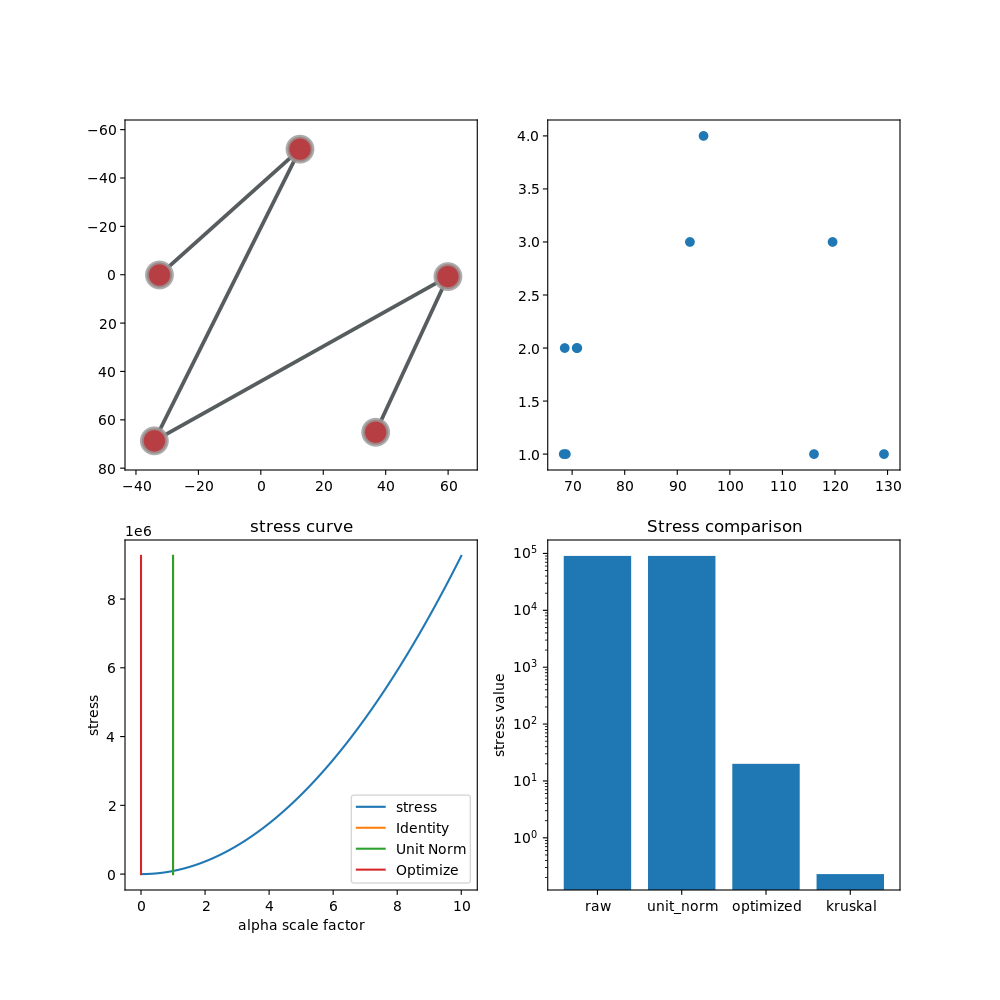 −60
−40
−20
0
20
40
60
80
−40 −20 0 20 40 60
4.0
3.5
3.0
2.5
2.0
1.5
1.0
70 80 90 100 110 120 130
stress curve
1e6
8
6
4
2
0
stress
stress
Identity
Unit Norm
Optimize
0 2 4 6 8 10
alpha scale factor
Stress comparison
10^5
10^4
10^3
10^2
10^1
10^0
stress value
raw unit_norm optimized kruskal